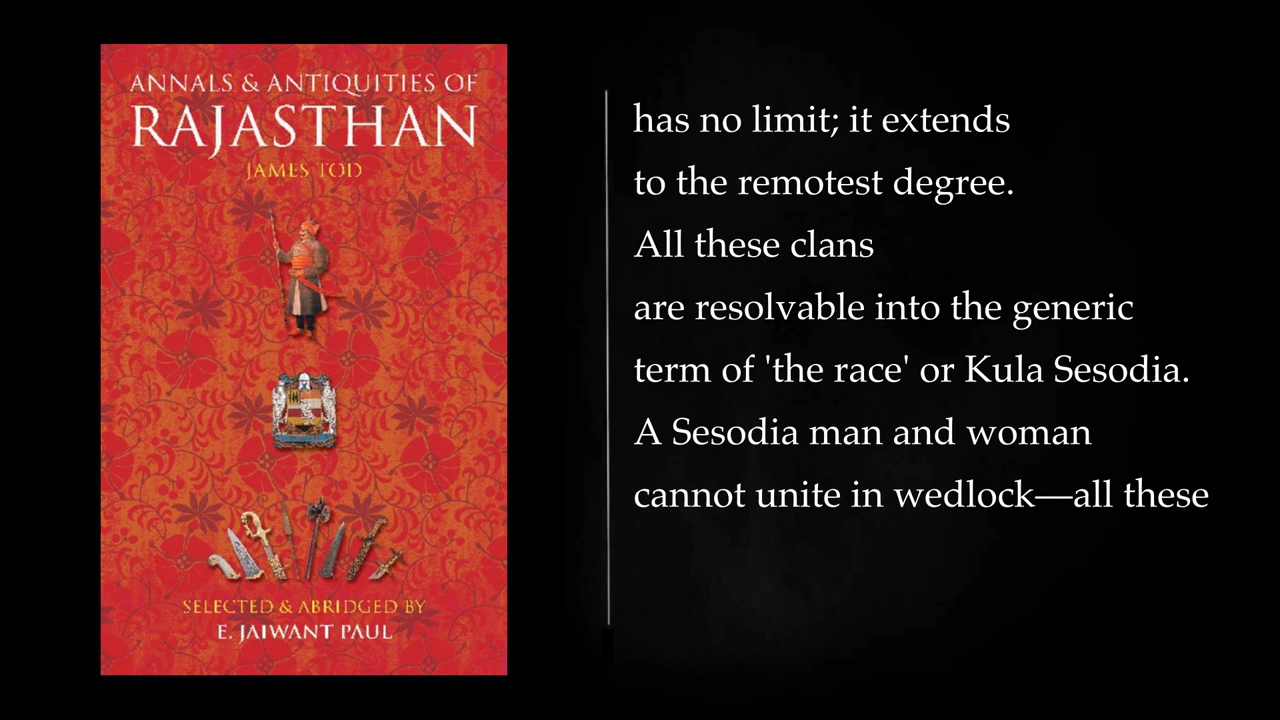 ANNALS & ANTIQUITIES OF
RAJASTHAN
JAMES TOD
SELECTED & ABRIDGED BY
E. JAIWANT PAUL
has no limit; it extends
to the remotest degree.
All these clans
are resolvable into the generic
term of 'the race' or Kula Sesodia.
A Sesodia man and woman
cannot unite in wedlock—all these